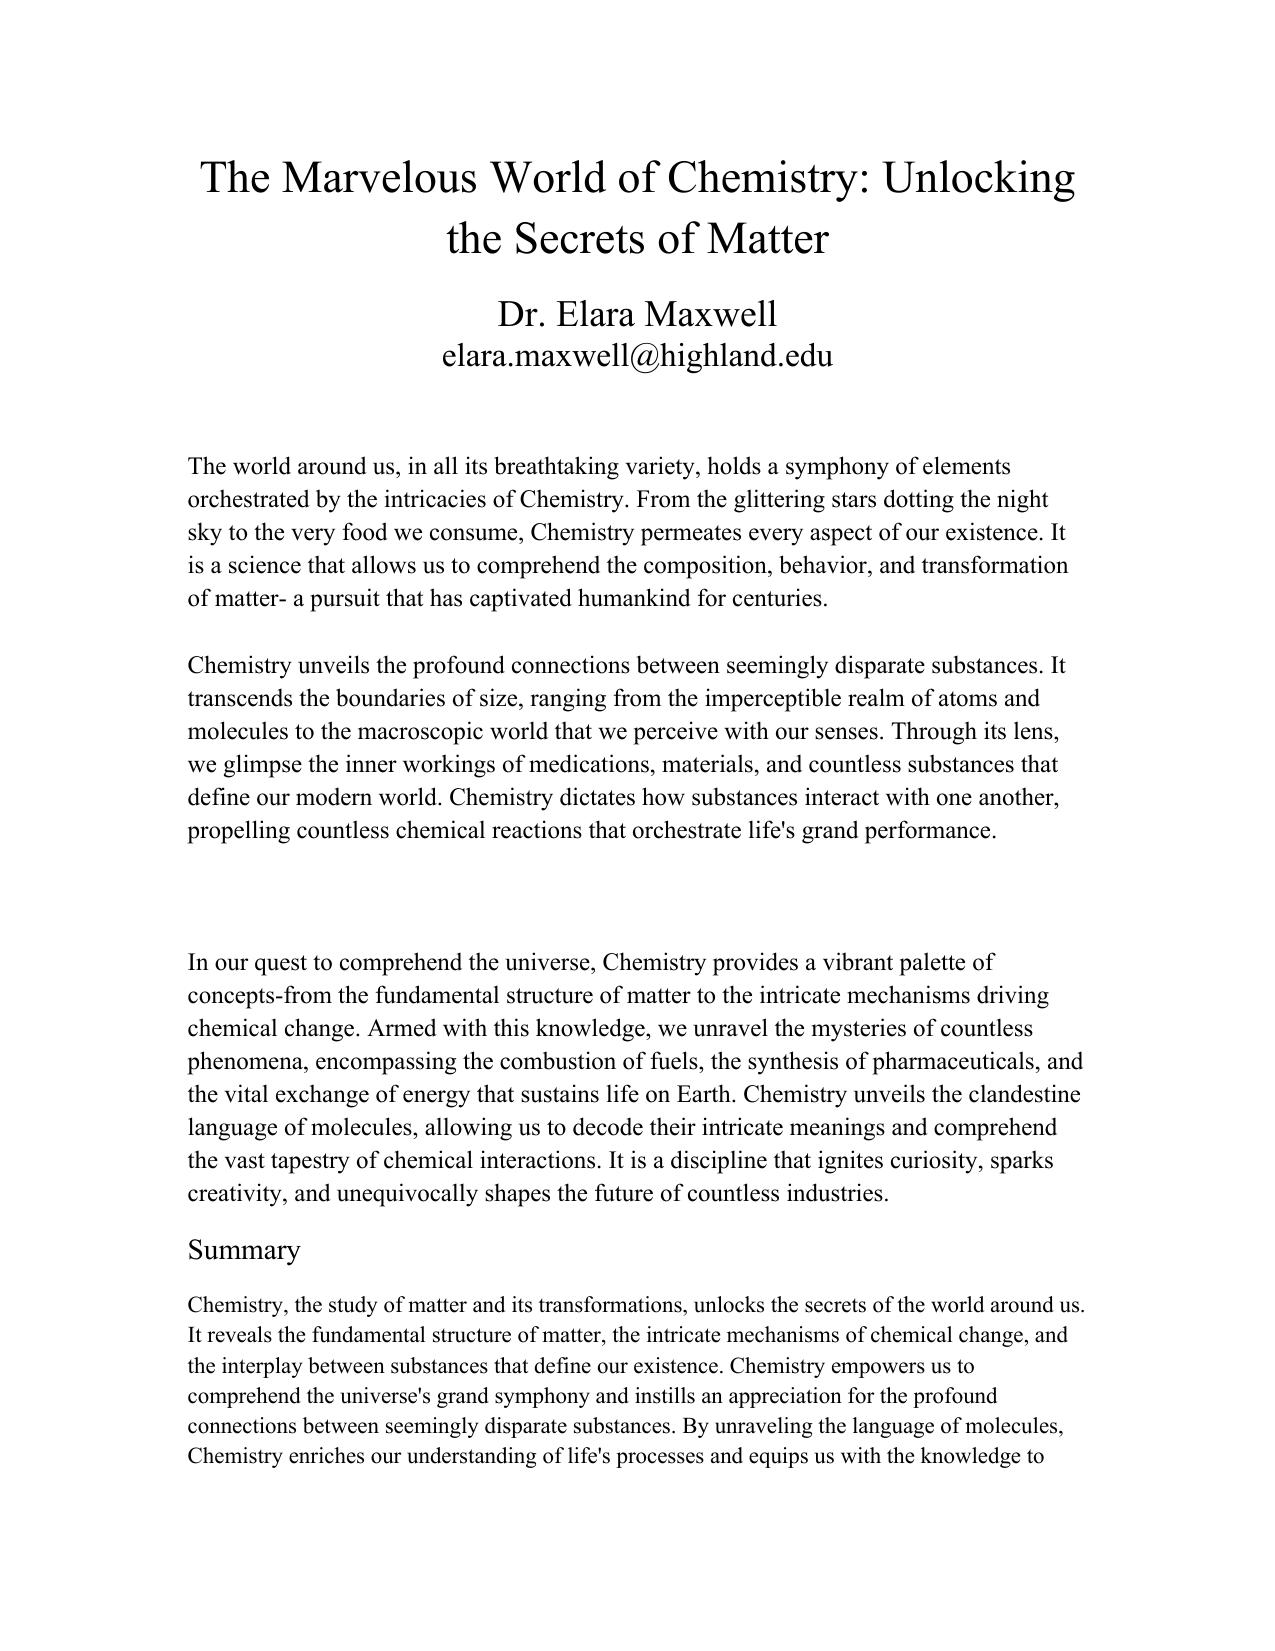 The Marvelous World of Chemistry: Unlocking
the Secrets of Matter
Dr. Elara Maxwell
elara.maxwell@highland.edu
The world around us, in all its breathtaking variety, holds a symphony of elements
orchestrated by the intricacies of Chemistry. From the glittering stars dotting the night
sky to the very food we consume, Chemistry permeates every aspect of our existence. It
is a science that allows us to comprehend the composition, behavior, and transformation
of matter- a pursuit that has captivated humankind for centuries.
Chemistry unveils the profound connections between seemingly disparate substances. It
transcends the boundaries of size, ranging from the imperceptible realm of atoms and
molecules to the macroscopic world that we perceive with our senses. Through its lens,
we glimpse the inner workings of medications, materials, and countless substances that
define our modern world. Chemistry dictates how substances interact with one another,
propelling countless chemical reactions that orchestrate life's grand performance.
In our quest to comprehend the universe, Chemistry provides a vibrant palette of
concepts-from the fundamental structure of matter to the intricate mechanisms driving
chemical change. Armed with this knowledge, we unravel the mysteries of countless
phenomena, encompassing the combustion of fuels, the synthesis of pharmaceuticals, and
the vital exchange of energy that sustains life on Earth. Chemistry unveils the clandestine
language of molecules, allowing us to decode their intricate meanings and comprehend
the vast tapestry of chemical interactions. It is a discipline that ignites curiosity, sparks
creativity, and unequivocally shapes the future of countless industries.
Summary
Chemistry, the study of matter and its transformations, unlocks the secrets of the world around us.
It reveals the fundamental structure of matter, the intricate mechanisms of chemical change, and
the interplay between substances that define our existence. Chemistry empowers us to
comprehend the universe's grand symphony and instills an appreciation for the profound
connections between seemingly disparate substances. By unraveling the language of molecules,
Chemistry enriches our understanding of life's processes and equips us with the knowledge to